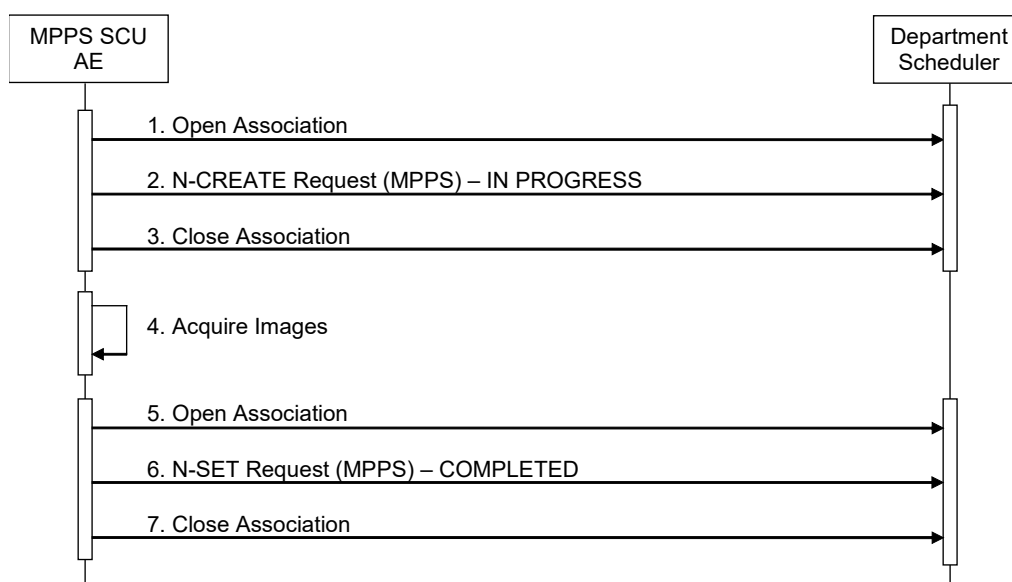 MPPS SCU
AE
Department
Scheduler
1. Open Association
2. N-CREATE Request (MPPS) – IN PROGRESS
3. Close Association
4. Acquire Images
5. Open Association
6. N-SET Request (MPPS) – COMPLETED
7. Close Association